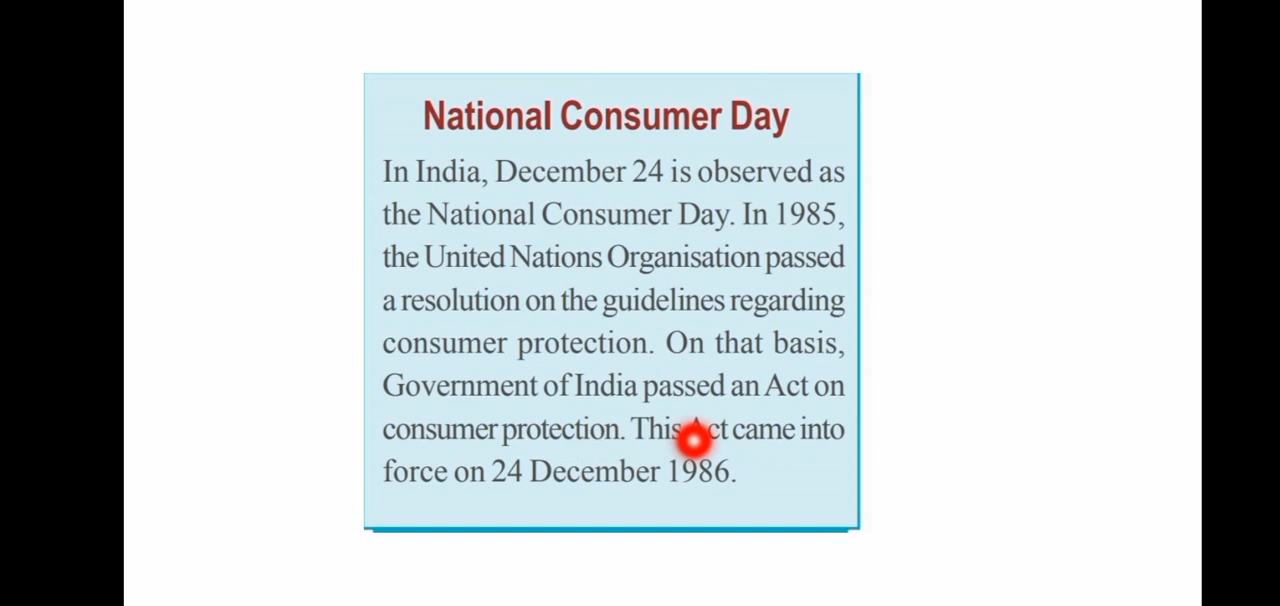 National Consumer Day
In India, December 24 is observed as
the National Consumer Day. In 1985,
the United Nations Organisation passed
a resolution on the guidelines regarding
consumer protection. On that basis,
Government of India passed an Act on
consumer protection. This Act came into
force on 24 December 1986.